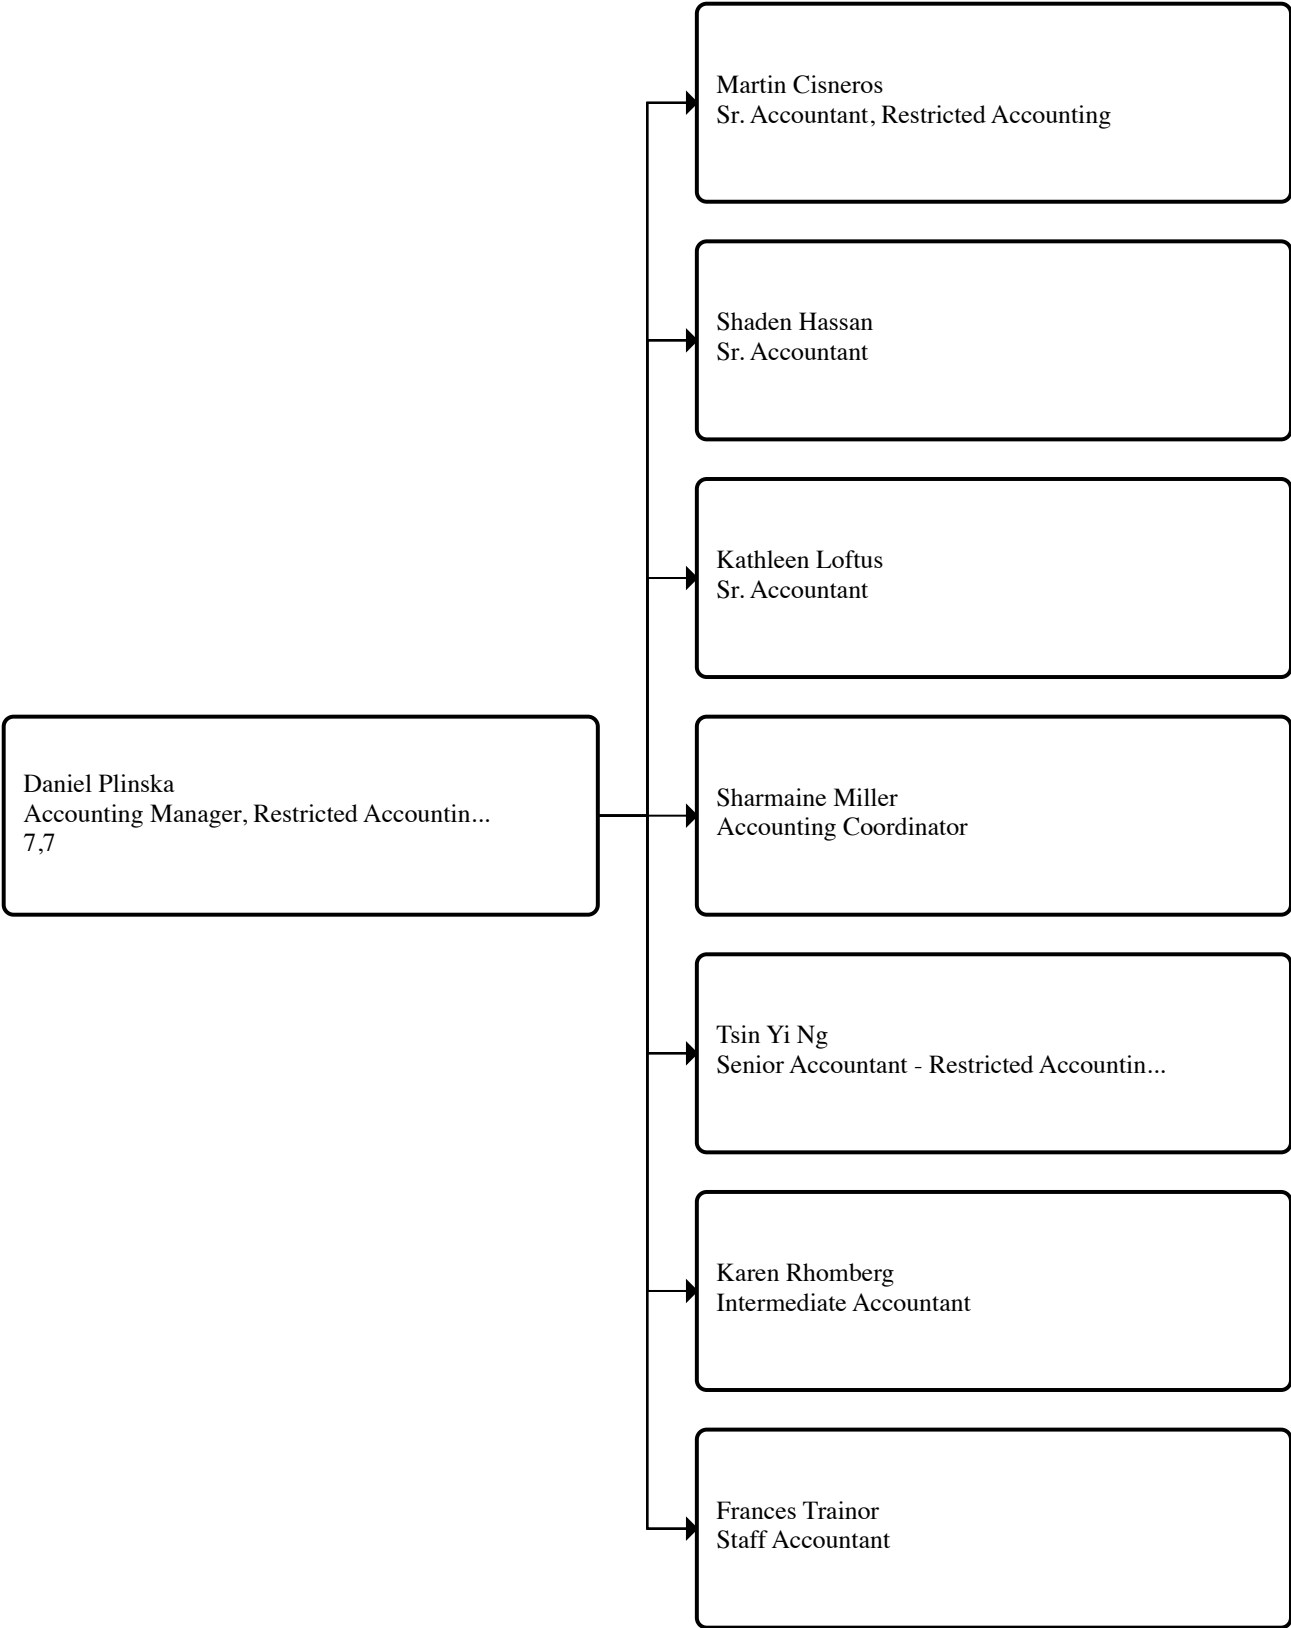 Martin Cisneros
Sr. Accountant, Restricted Accounting
Shaden Hassan
Sr. Accountant
Kathleen Loftus
Sr. Accountant
Daniel Plinska
Accounting Manager, Restricted Accountin...
7,7
Sharmaine Miller
Accounting Coordinator
Tsin Yi Ng
Senior Accountant - Restricted Accountin...
Karen Rhomberg
Intermediate Accountant
Frances Trainor
Staff Accountant